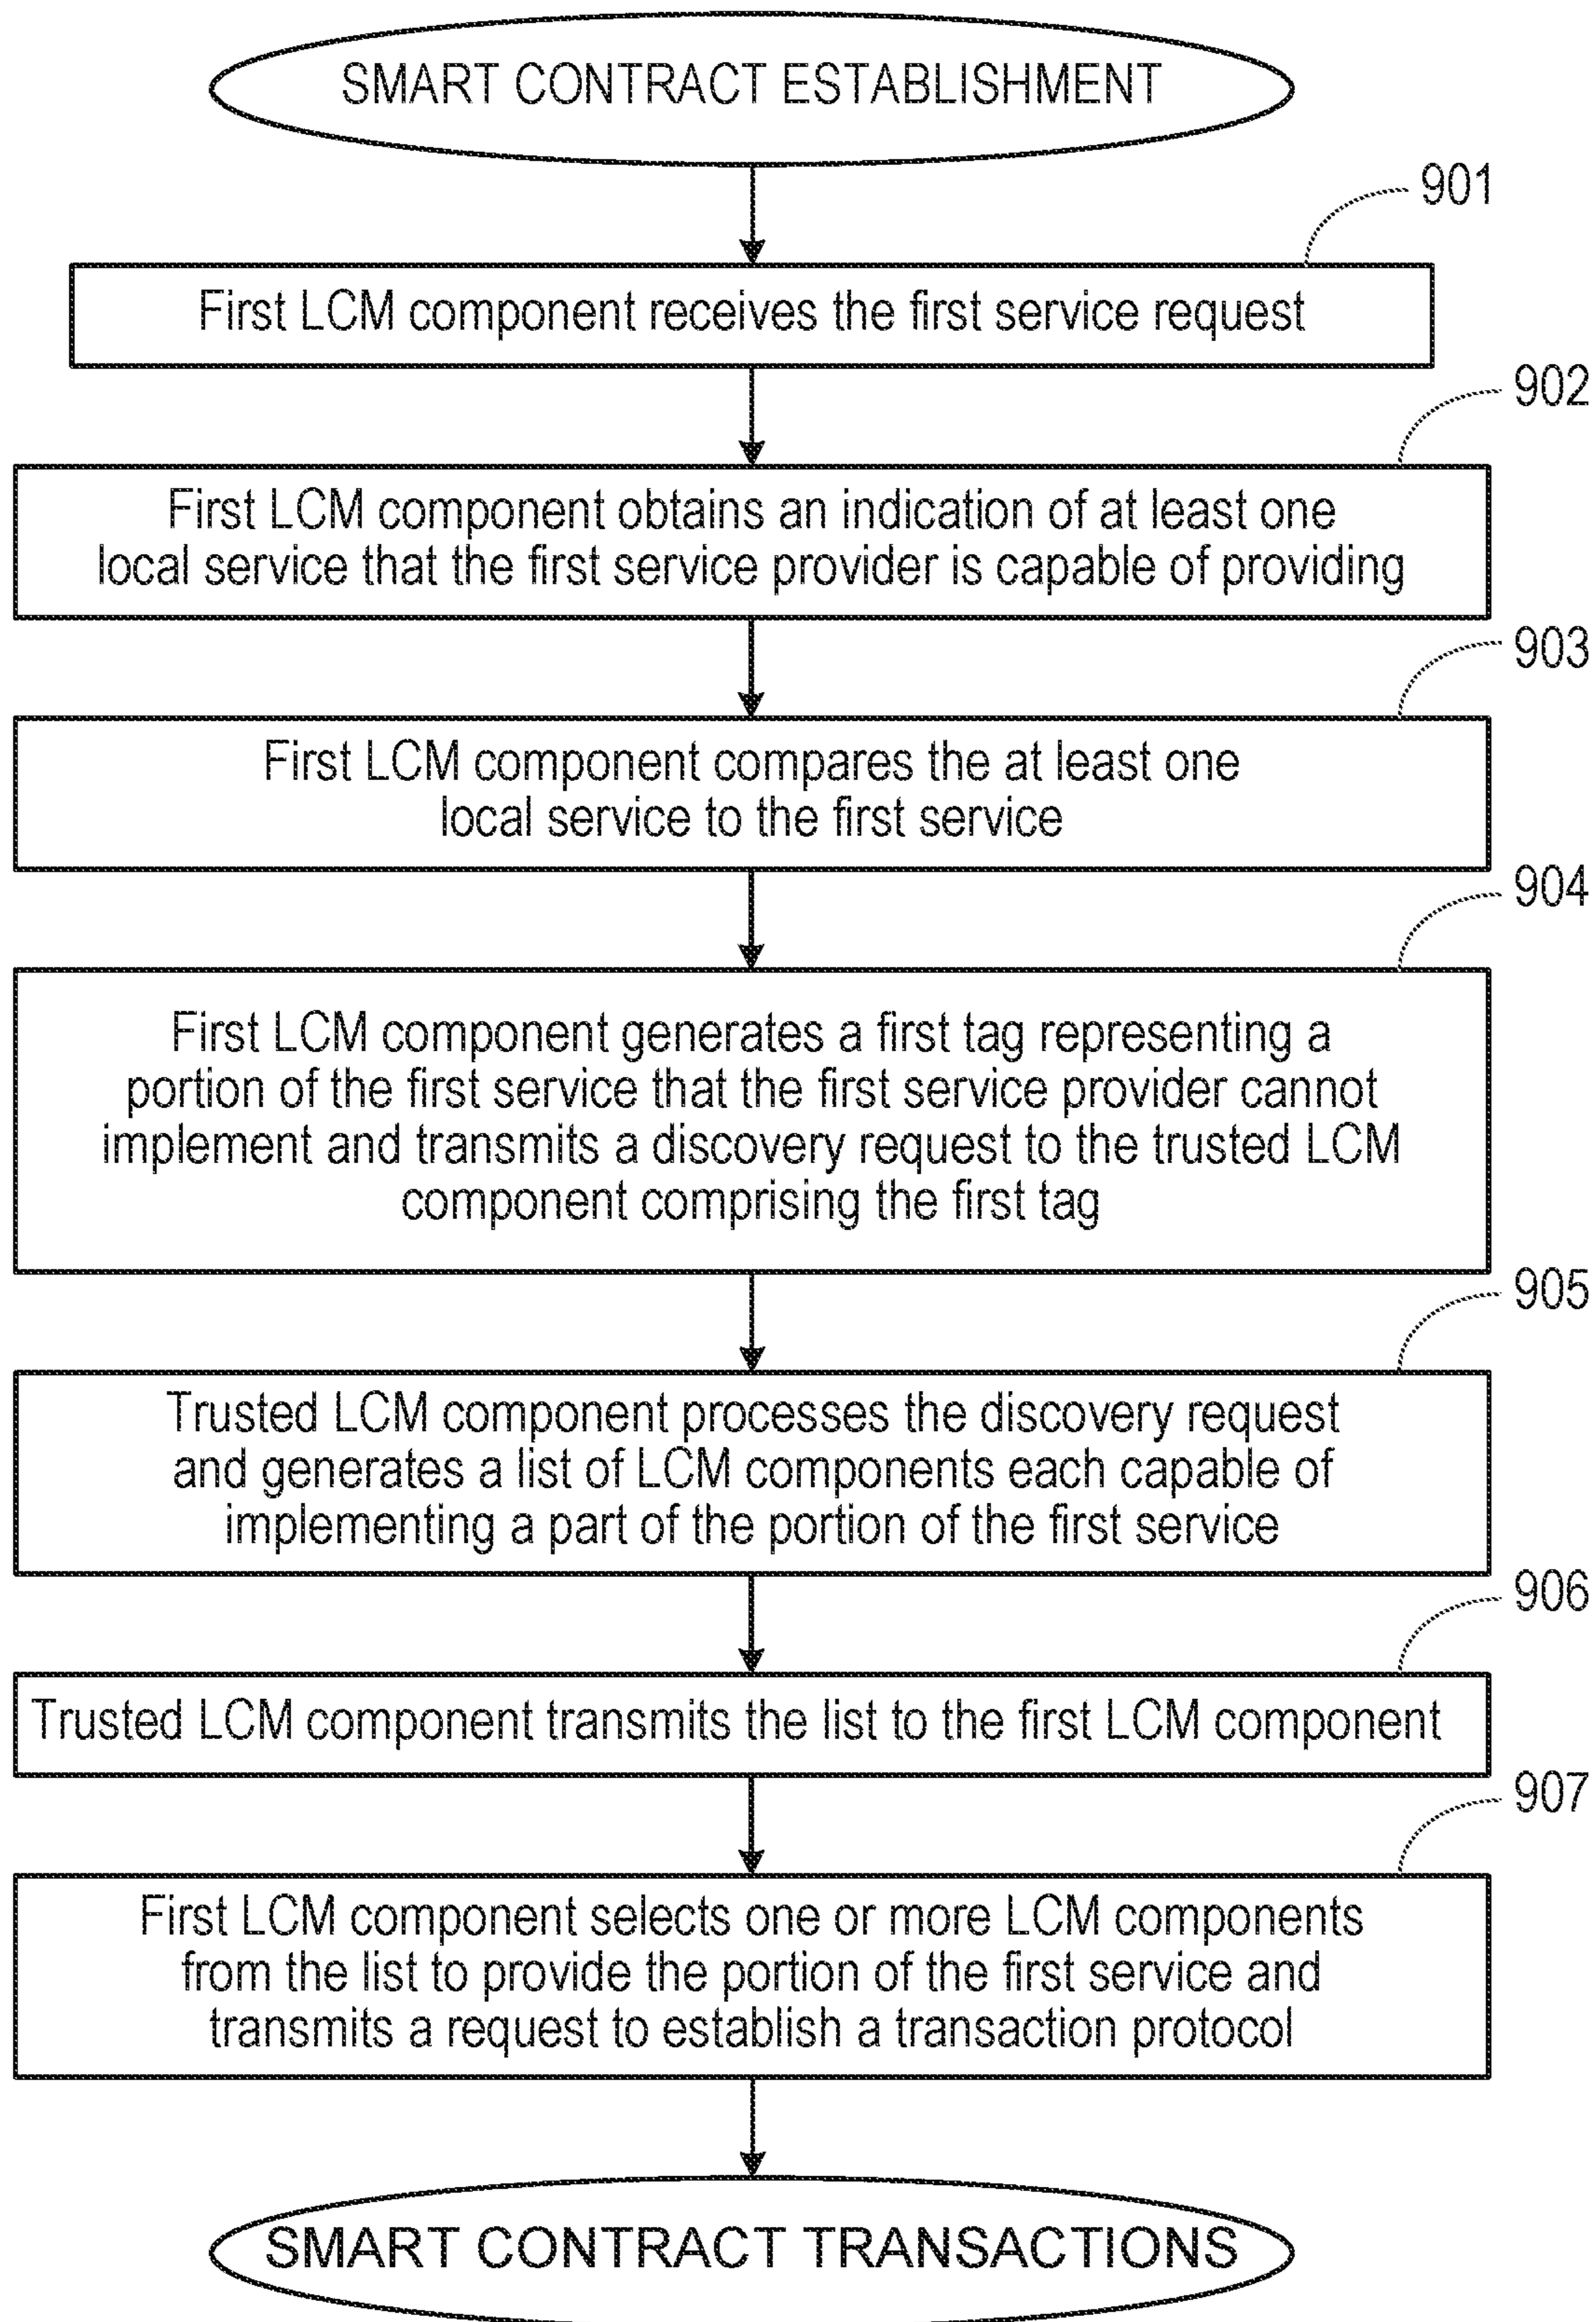 SMART CONTRACT ESTABLISHMENT
901
First LCM component receives the first service request
902
First LCM component obtains an indication of at least one
local service that the first service provider is capable of providing
903
First LCM component compares the at least one
local service to the first service
904
First LCM component generates a first tag representing a
portion of the first service that the first service provider cannot
implement and transmits a discovery request to the trusted LCM
component comprising the first tag
905
Trusted LCM component processes the discovery request
and generates a list of LCM components each capable of
implementing a part of the portion of the first service
906
Trusted LCM component transmits the list to the first LCM component
907
First LCM component selects one or more LCM components
from the list to provide the portion of the first service and
transmits a request to establish a transaction protocol
SMART CONTRACT TRANSACTIONS